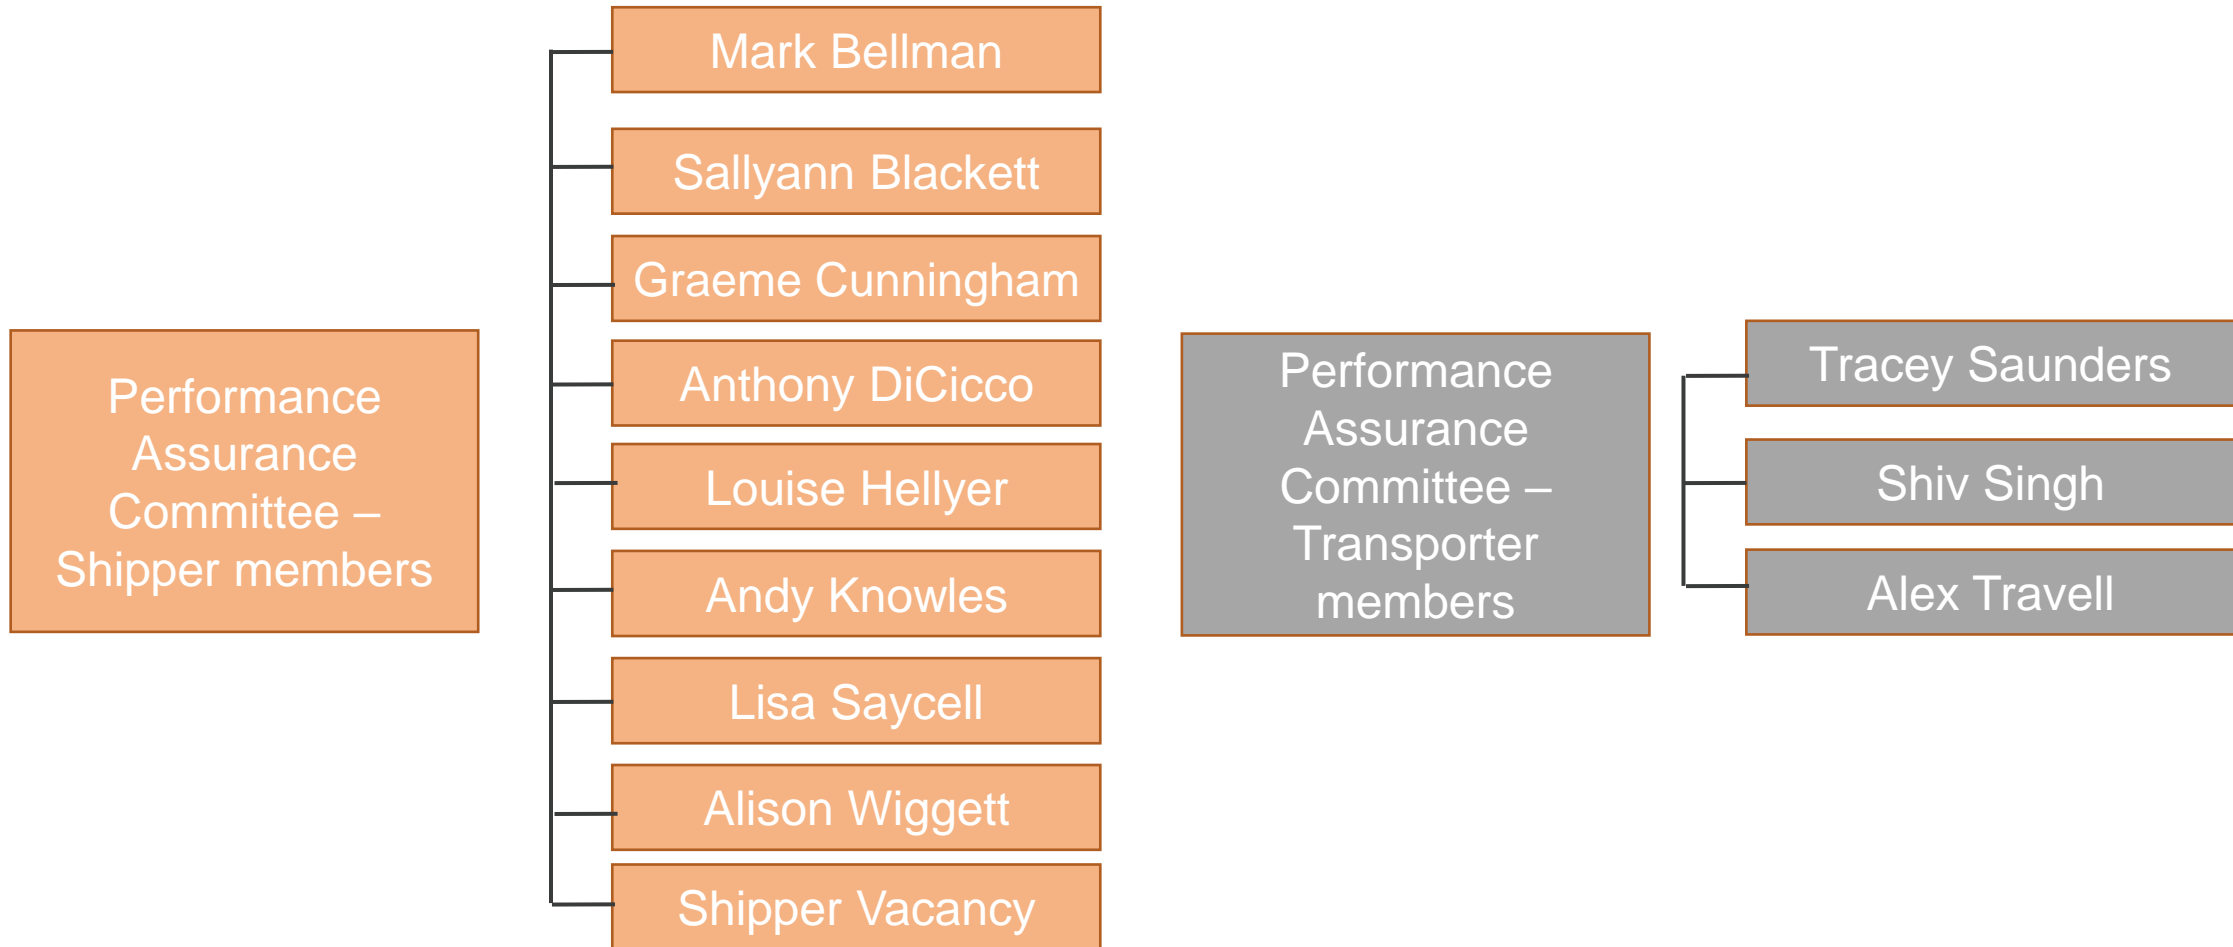 Performance
Assurance
Committee –
Shipper members
Mark Bellman
Sallyann Blackett
Graeme Cunningham
Anthony DiCicco
Louise Hellyer
Andy Knowles
Lisa Saycell
Alison Wiggett
Shipper Vacancy
Performance
Assurance
Committee –
Transporter
members
Tracey Saunders
Shiv Singh
Alex Travell